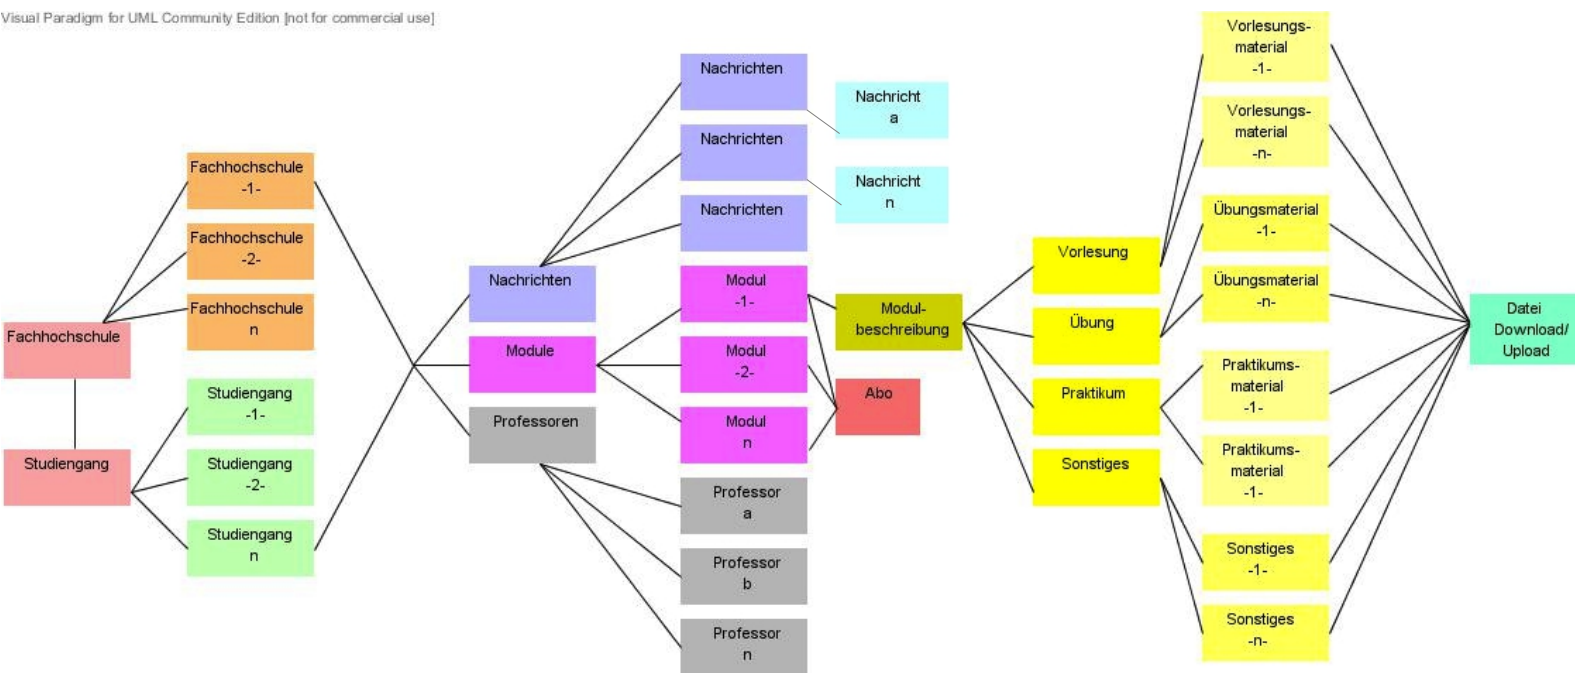 Visual Paradigm for UML Community Edition [not for commercial use]
Fachhochschule
Studiengang
Fachhochschule
-1-
Fachhochschule
-2-
Fachhochschule
n
Studiengang
-1-
Studiengang
-2-
Studiengang
n
Nachrichten
Module
Professoren
Nachrichten
Nachrichten
Nachrichten
Modul
-1-
Modul
-2-
Modul
n
Professor
a
Professor
b
Professor
n
Nachricht
a
Nachricht
n
Modul-
beschreibung
Abo
Vorlesung
Übung
Praktikum
Sonstiges
Vorlesungs-
material
-1-
Vorlesungs-
material
-n-
Übungsmaterial
-1-
Übungsmaterial
-n-
Praktikums-
material
-1-
Praktikums-
material
-1-
Sonstiges
-1-
Sonstiges
-n-
Datei
Download/
Upload